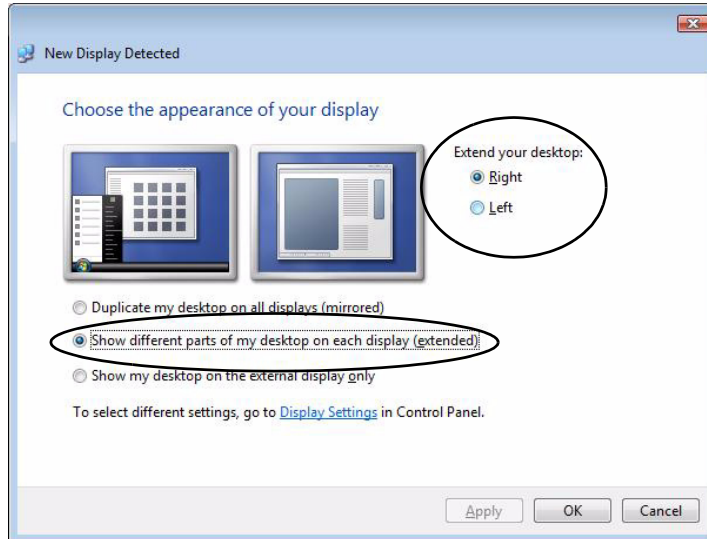 New Display Detected
Choose the appearance of your display
Extend your desktop:
Right
Left
Duplicate my desktop on all displays (mirrored)
Show different parts of my desktop on each display (extended)
Show my desktop on the external display only
To select different settings, go to Display Settings in Control Panel.
Apply OK Cancel